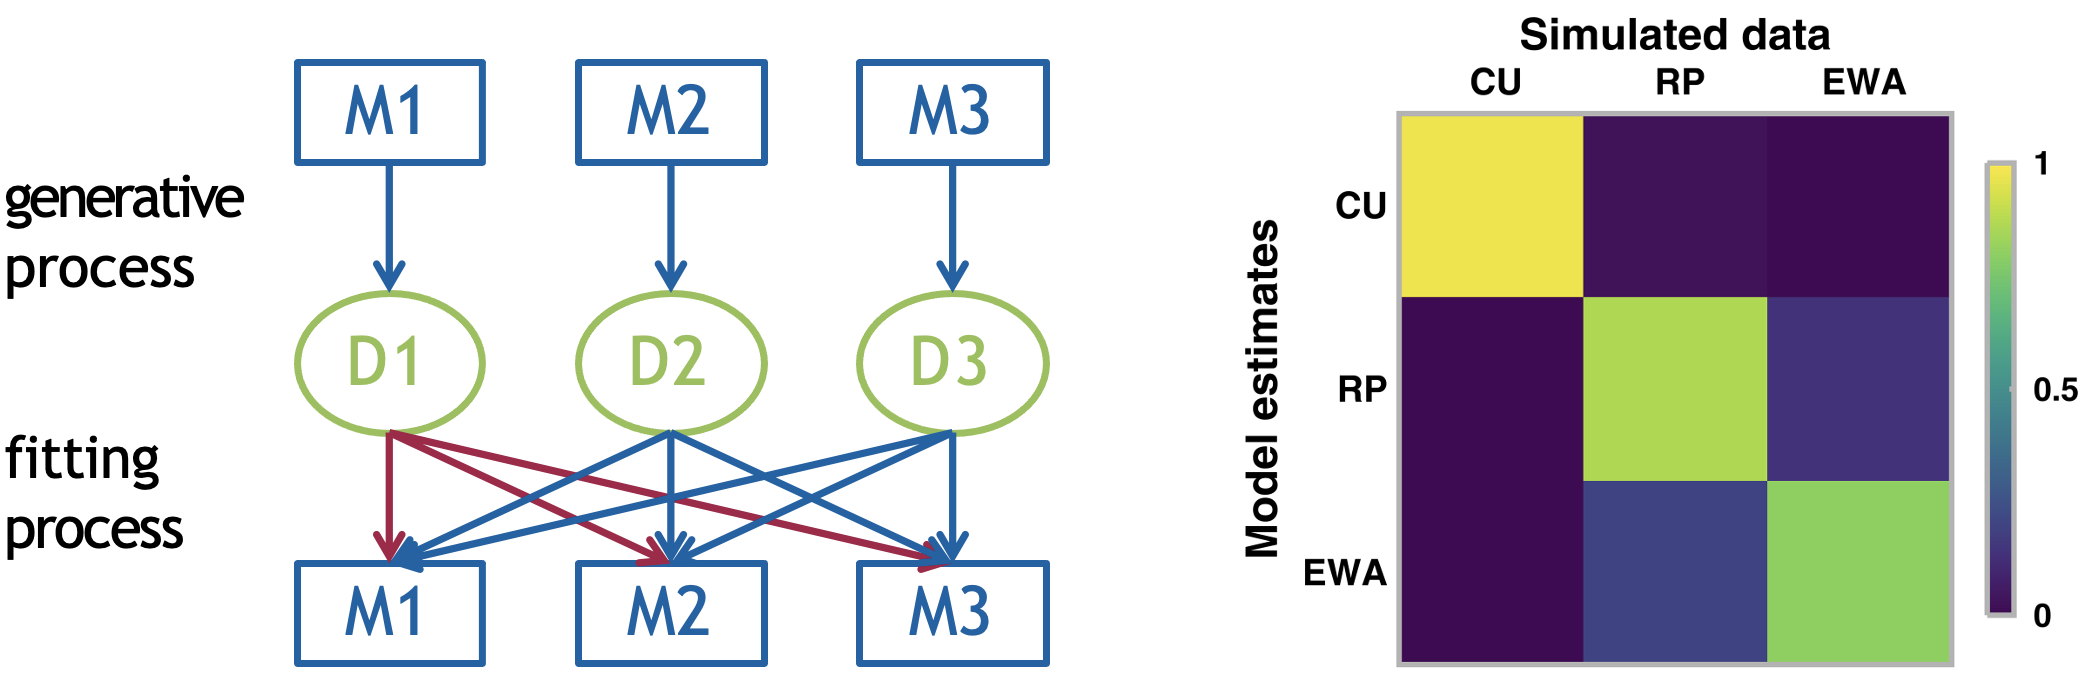 M1 M2 M3
generative
process
D1 D2 D3
fitting
process
M1 M2 M3
Simulated data
CU RP EWA
Model estimates
CU
RP
EWA
1
0.5
0